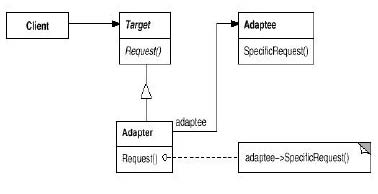 Client
Target
Request()
Adaptee
SpecificRequest()
adaptee
Adapter
Request()
adaptee->SpecificRequest()